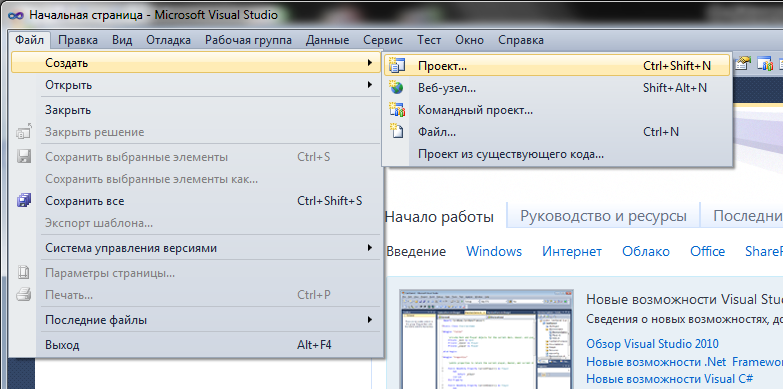 Начальная страница - Microsoft Visual Studio
Файл Правка Вид Отладка Рабочая группа Данные Сервис Тест Окно Справка
Создать
Проект... Ctrl+Shift+N
Открыть
Веб-узел... Shift+Alt+N
Закрыть
Командный проект...
Закрыть решение
Файл... Ctrl+N
Сохранить выбранные элементы Ctrl+S
Проект из существующего кода...
Сохранить выбранные элементы как...
Сохранить все Ctrl+Shift+S
Экспорт шаблона...
Начало работы Руководство и ресурсы Последни
Система управления версиями
Введение Windows Интернет Облако Office ShareP
Параметры страницы...
Печать... Ctrl+P
Новые возможности Visual Stu
Последние файлы
Сведения о новых возможностях, до
Выход Alt+F4
Обзор Visual Studio 2010
Новые возможности .Net Framework
Новые возможности Visual C#